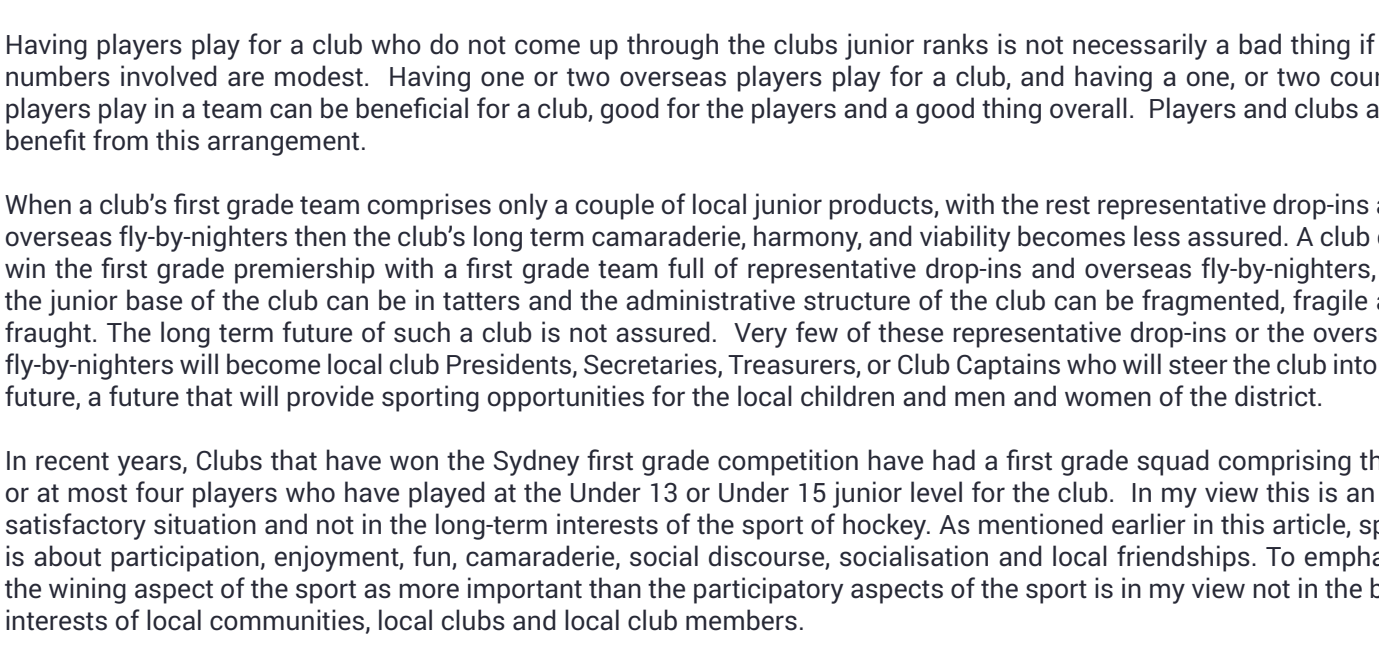 Having players play for a club who do not come up through the clubs junior ranks is not necessarily a bad thing if
numbers involved are modest.  Having one or two overseas players play for a club, and having a one, or two
players play in a team can be beneficial for a club, good for the players and a good thing overall.  Players and clubs
benefit from this arrangement.
When a club’s first grade team comprises only a couple of local junior products, with the rest representative drop-ins
overseas fly-by-nighters then the club’s long term camaraderie, harmony, and viability becomes less assured. A club
win the first grade premiership with a first grade team full of representative drop-ins and overseas fly-by-nighters,
the junior base of the club can be in tatters and the administrative structure of the club can be fragmented, fragile
fraught. The long term future of such a club is not assured.  Very few of these representative drop-ins or the
fly-by-nighters will become local club Presidents, Secretaries, Treasurers, or Club Captains who will steer the club into
future, a future that will provide sporting opportunities for the local children and men and women of the district.
In recent years, Clubs that have won the Sydney first grade competition have had a first grade squad comprising
or at most four players who have played at the Under 13 or Under 15 junior level for the club.  In my view this is an
satisfactory situation and not in the long-term interests of the sport of hockey. As mentioned earlier in this article,
is about participation, enjoyment, fun, camaraderie, social discourse, socialisation and local friendships. To
the wining aspect of the sport as more important than the participatory aspects of the sport is in my view not in the
interests of local communities, local clubs and local club members.